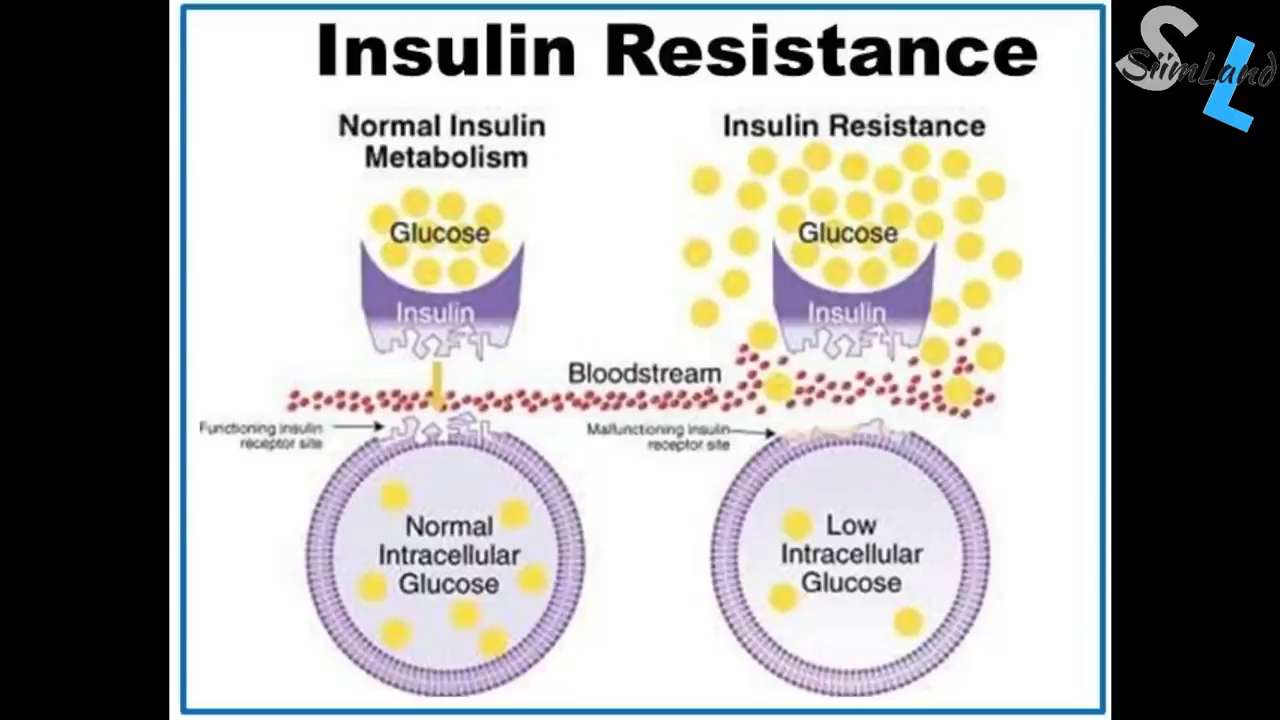 Insulin Resistance
SiimLand
SL
Normal Insulin
Metabolism
Glucose
Insulin
Insulin Resistance
Glucose
Insulin
Bloodstream
Functioning insulin
receptor site
Malfunctioning insulin
receptor site
Normal
Intracellular
Glucose
Low
Intracellular
Glucose